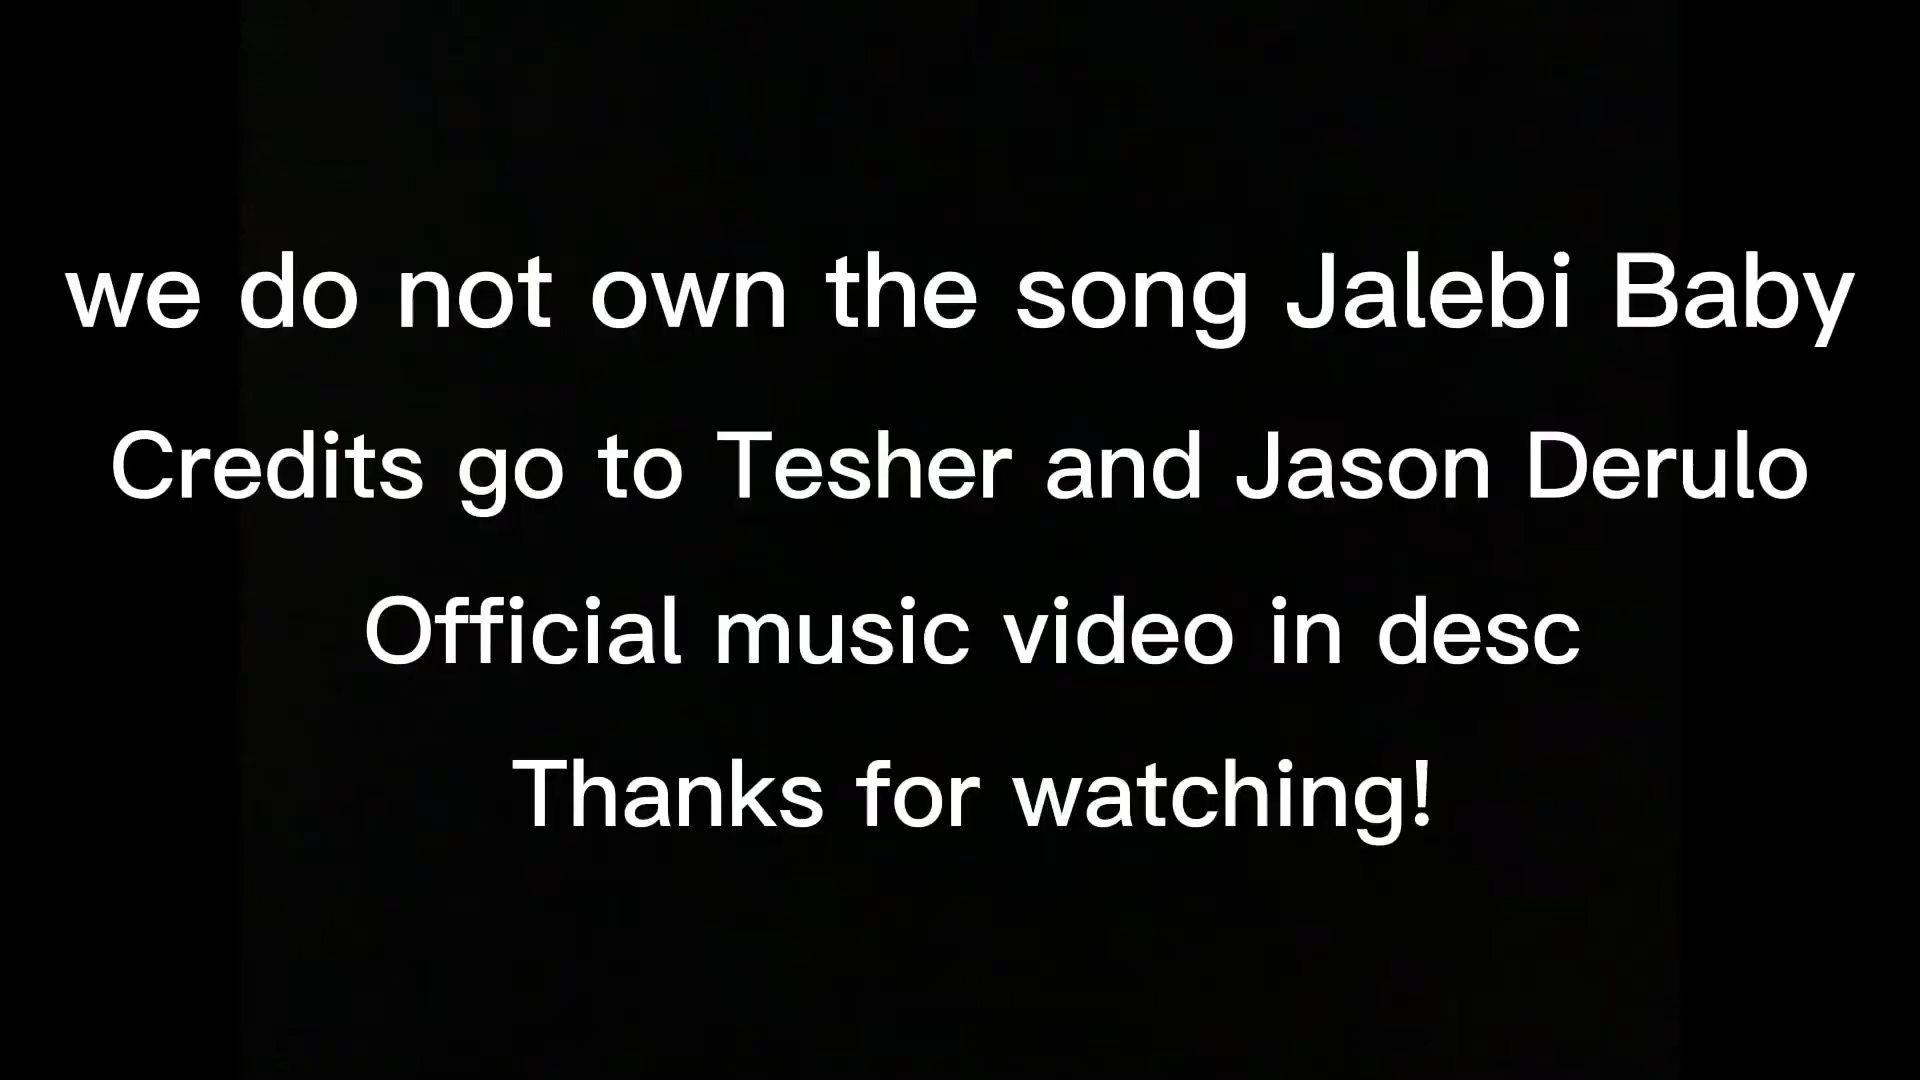 we do not own the song Jalebi Baby
Credits go to Tesher and Jason Derulo
Official music video in desc
Thanks for watching!